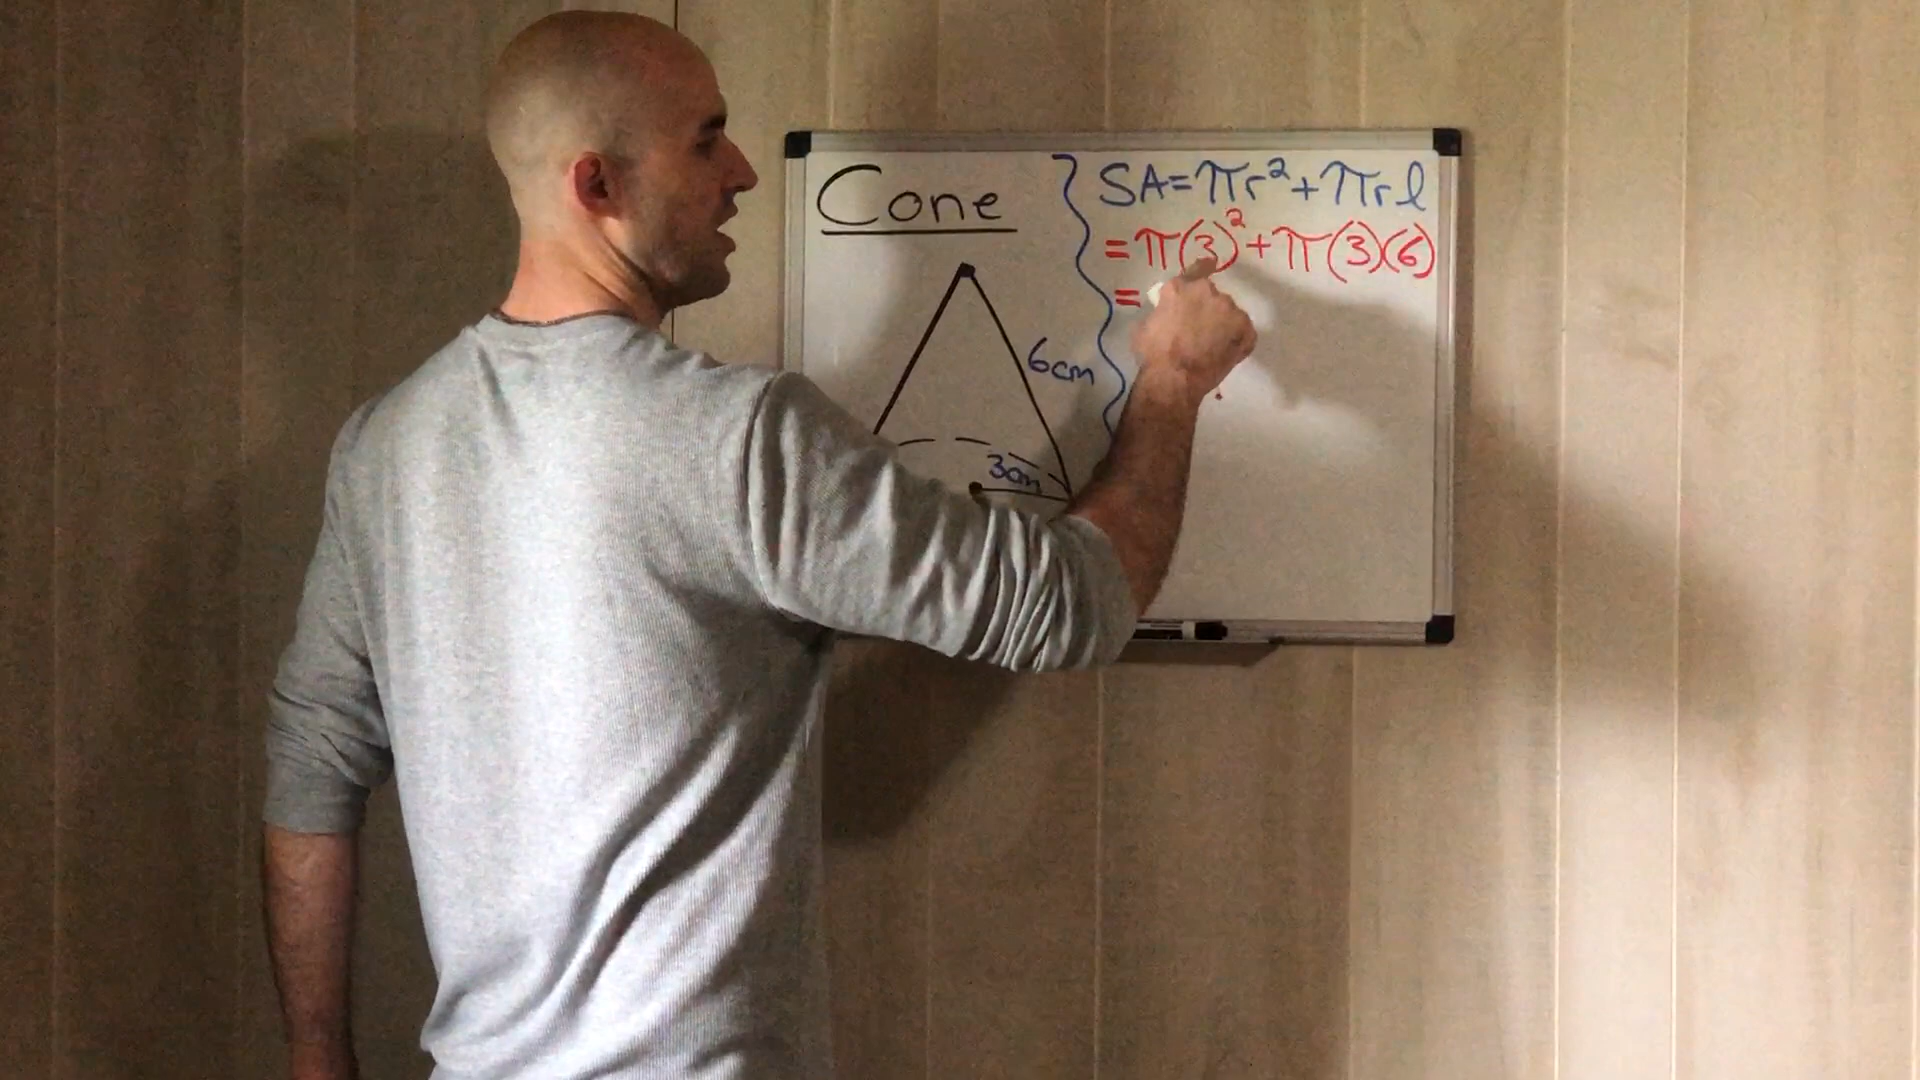 Cone
SA=πr²+πrl
=π(3)²+π(3)(6)
=
6cm
3cm